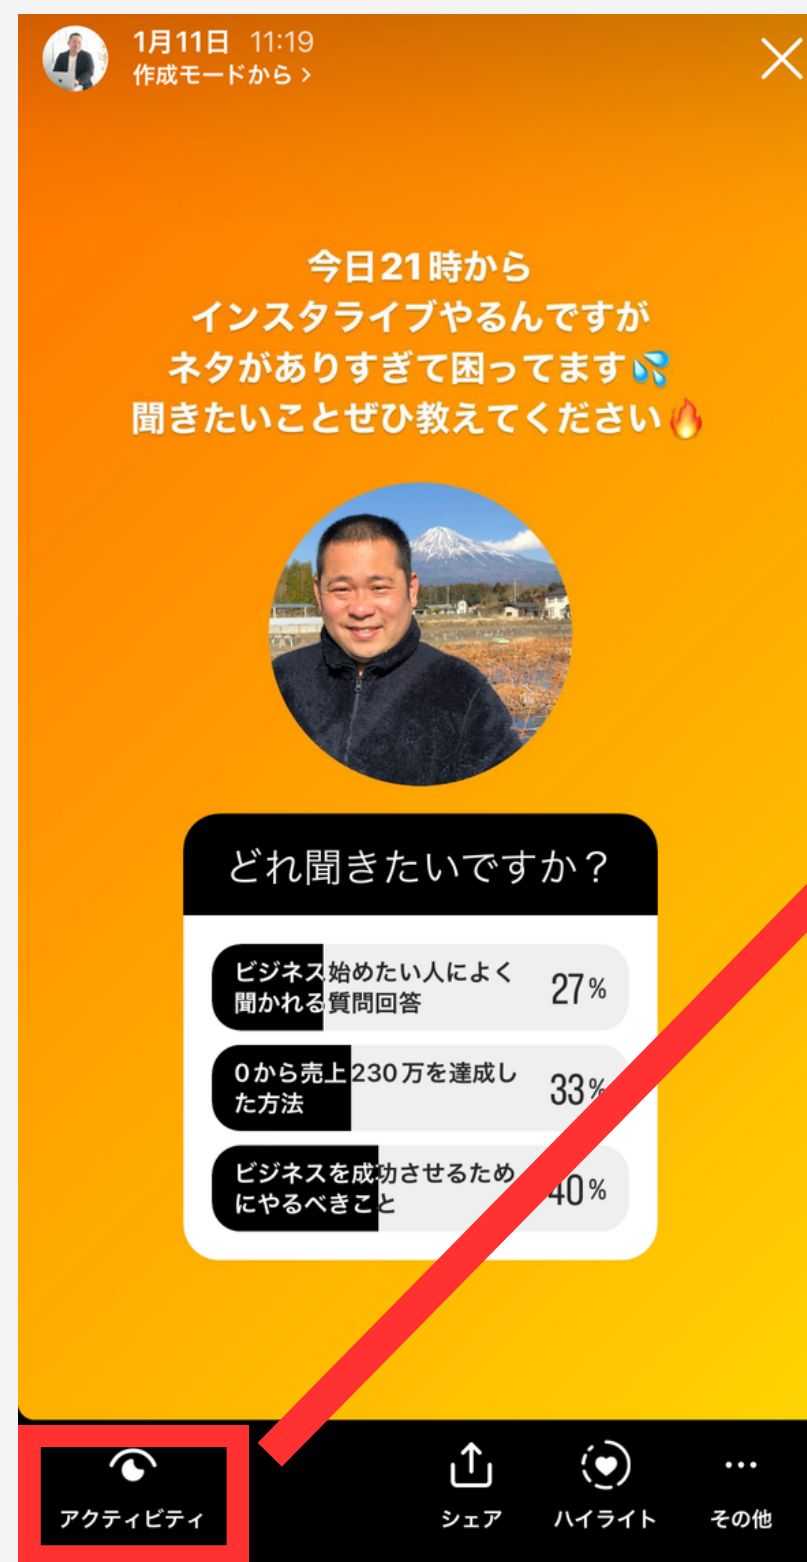 1月11日 11:19
作成モードから >
今日21時から
インスタライブやるんですが
ネタがありすぎて困ってます💦
聞きたいことぜひ教えてください🔥
どれ聞きたいですか？
ビジネス始めたい人によく
聞かれる質問回答
27%
0から売上230万を達成し
た方法
33%
ビジネスを成功させるため
にやるべきこと
40%
アクティビティ
シェア
ハイライト
その他